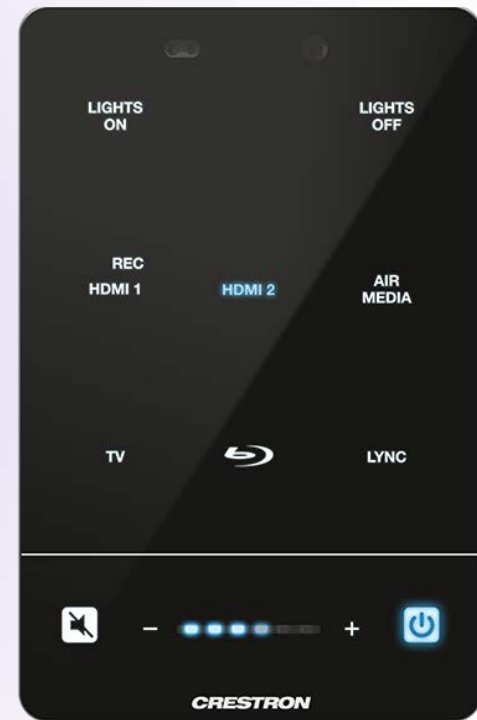 LIGHTS
ON
LIGHTS
OFF
REC
HDMI 1
HDMI 2
AIR
MEDIA
TV
LYNC
- +
CRESTRON